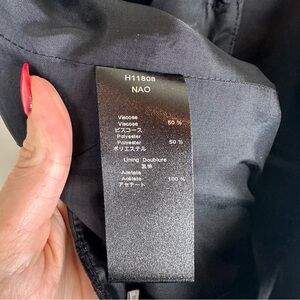 H11808
NAO
Viscose
Viscose 50 %
ビスコース
Polyester
Polyester 50 %
ポリエステル
Lining Doublure
裏地
Acetate
Acétate 100 %
アセテート